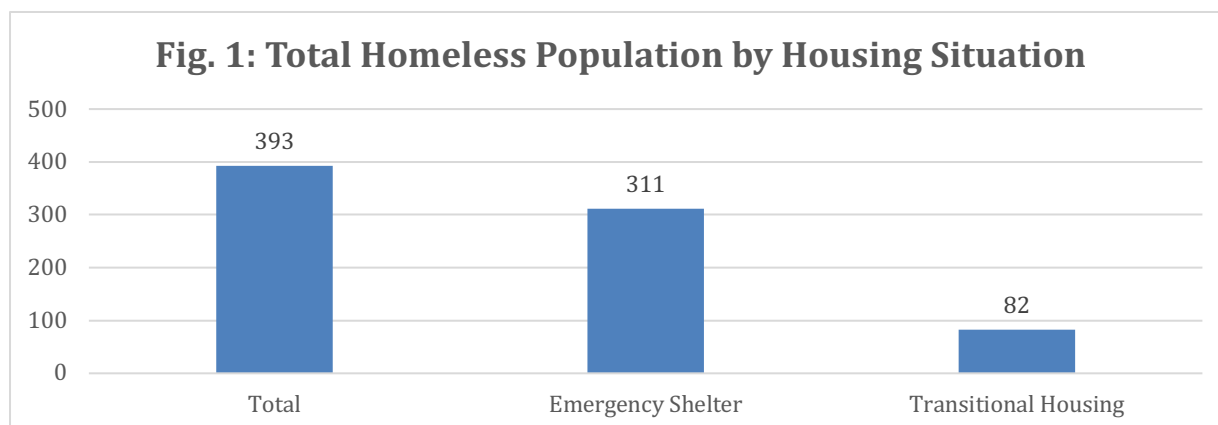 Fig. 1: Total Homeless Population by Housing Situation
500
400
300
200
100
0
393
311
82
Total
Emergency Shelter
Transitional Housing